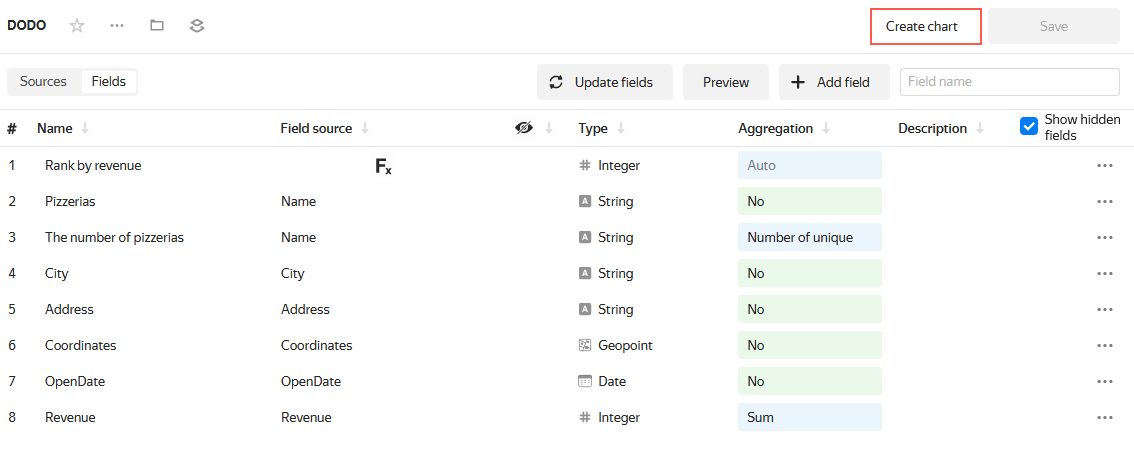 DODO
Create chart
Save
Sources Fields
Update fields
Preview
Add field
Field name
# Name Field source Type Aggregation Description Show hidden
fields
1 Rank by revenue Fx Integer Auto
2 Pizzerias Name A String No
3 The number of pizzerias Name A String Number of unique
4 City City A String No
5 Address Address A String No
6 Coordinates Coordinates Geopoint No
7 OpenDate OpenDate Date No
8 Revenue Revenue # Integer Sum